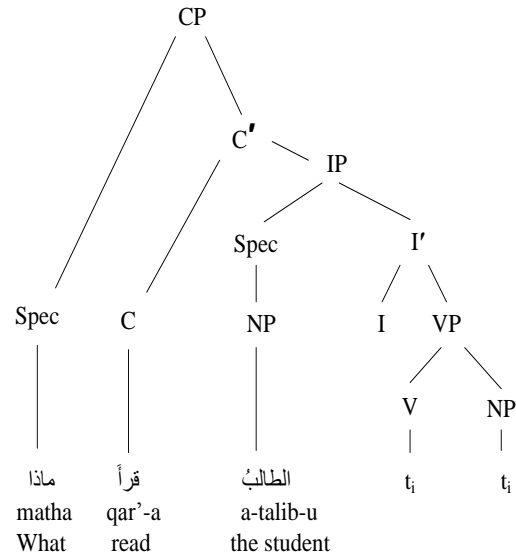 CP
C′
IP
Spec I′
Spec C NP I VP
V NP
ماذا قرأَ الطالبُ tᵢ tᵢ
matha qar’-a a-talib-u
What read the student